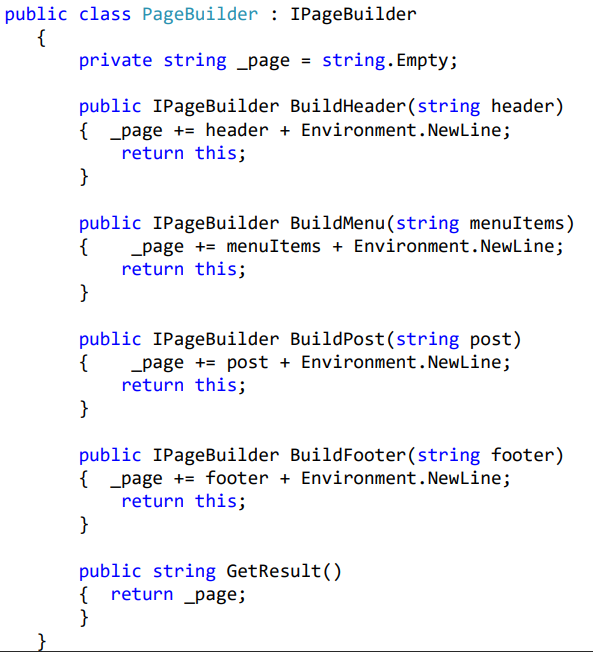 public class PageBuilder : IPageBuilder
{
private string _page = string.Empty;
public IPageBuilder BuildHeader(string header)
{ _page += header + Environment.NewLine;
return this;
}
public IPageBuilder BuildMenu(string menuItems)
{ _page += menuItems + Environment.NewLine;
return this;
}
public IPageBuilder BuildPost(string post)
{ _page += post + Environment.NewLine;
return this;
}
public IPageBuilder BuildFooter(string footer)
{ _page += footer + Environment.NewLine;
return this;
}
public string GetResult()
{ return _page;
}
}